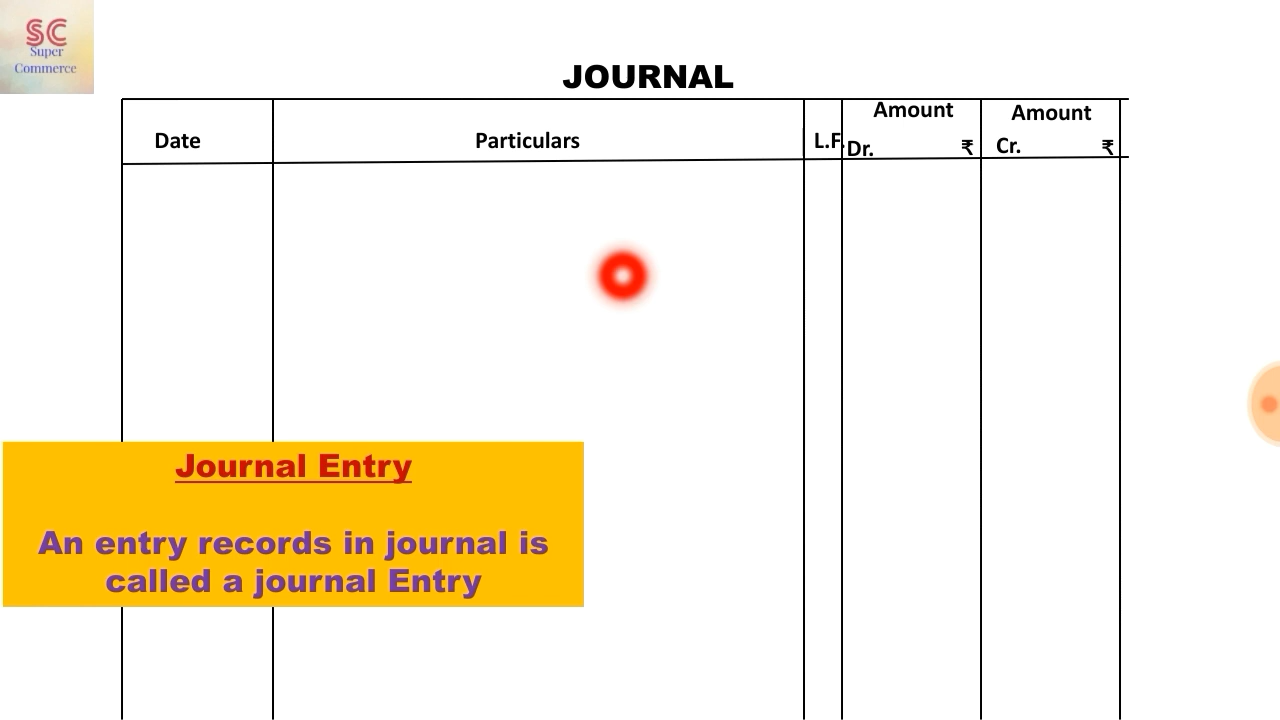 SC
Super
Commerce
JOURNAL
Date Particulars L.F. Amount Dr. ₹ Amount Cr. ₹
Journal Entry
An entry records in journal is
called a journal Entry